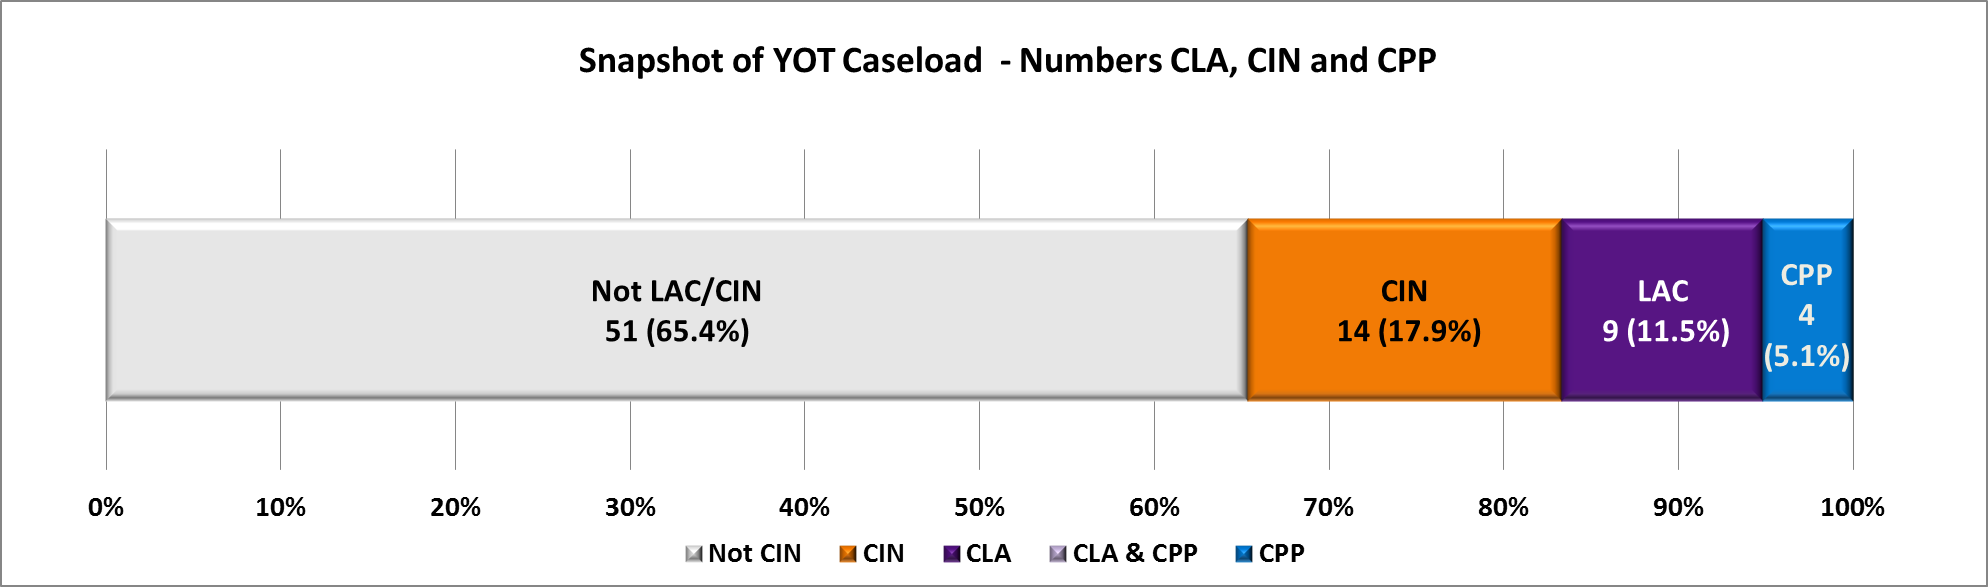 Snapshot of YOT Caseload  - Numbers CLA, CIN and CPP
Not LAC/CIN
51 (65.4%)
CIN
14 (17.9%)
LAC
9 (11.5%)
CPP
4
(5.1%)
0% 10% 20% 30% 40% 50% 60% 70% 80% 90% 100%
Not CIN CIN CLA CLA & CPP CPP